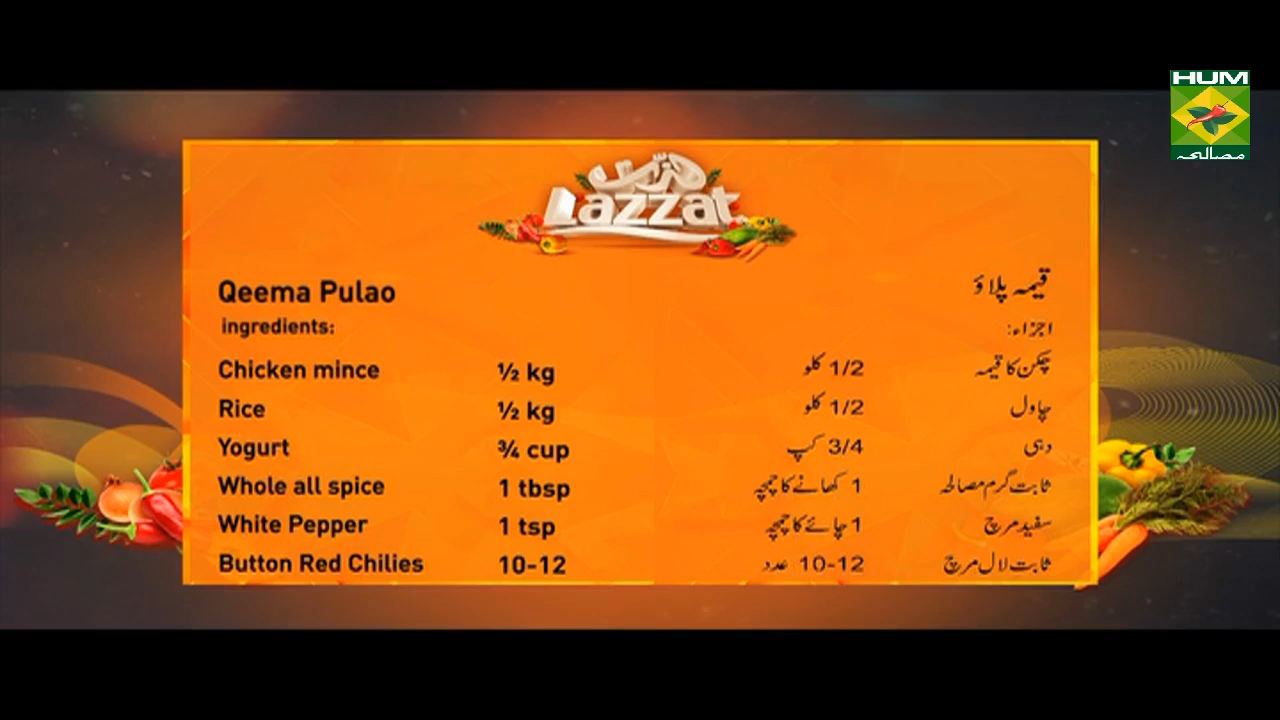 HUM
مصالحہ
لذّت
Lazzat
Qeema Pulao قیمہ پلاؤ
ingredients: اجزاء:
Chicken mince ½ kg 1/2 کلو چکن کا قیمہ
Rice ½ kg 1/2 کلو چاول
Yogurt ¾ cup 3/4 کپ دہی
Whole all spice 1 tbsp 1 کھانے کا چمچہ ثابت گرم مصالحہ
White Pepper 1 tsp 1 چائے کا چمچہ سفید مرچ
Button Red Chilies 10-12 10-12 عدد ثابت لال مرچ